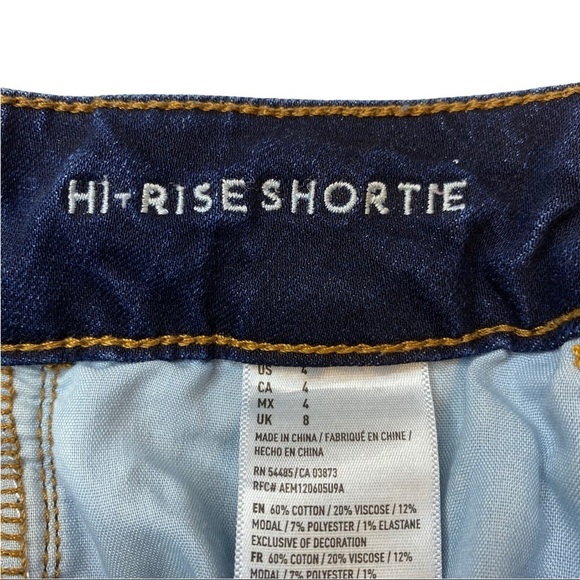 HI-RISE SHORTIE
US 4
CA 4
MX 4
UK 8
MADE IN CHINA / FABRIQUÉ EN CHINE /
HECHO EN CHINA
RN 54485 / CA 03873
RFC# AEM120605U9A
EN 60% COTTON / 20% VISCOSE / 12%
MODAL / 7% POLYESTER / 1% ELASTANE
EXCLUSIVE OF DECORATION
FR 60% COTON / 20% VISCOSE / 12%
MODAL / 7% POLYESTER / 1%